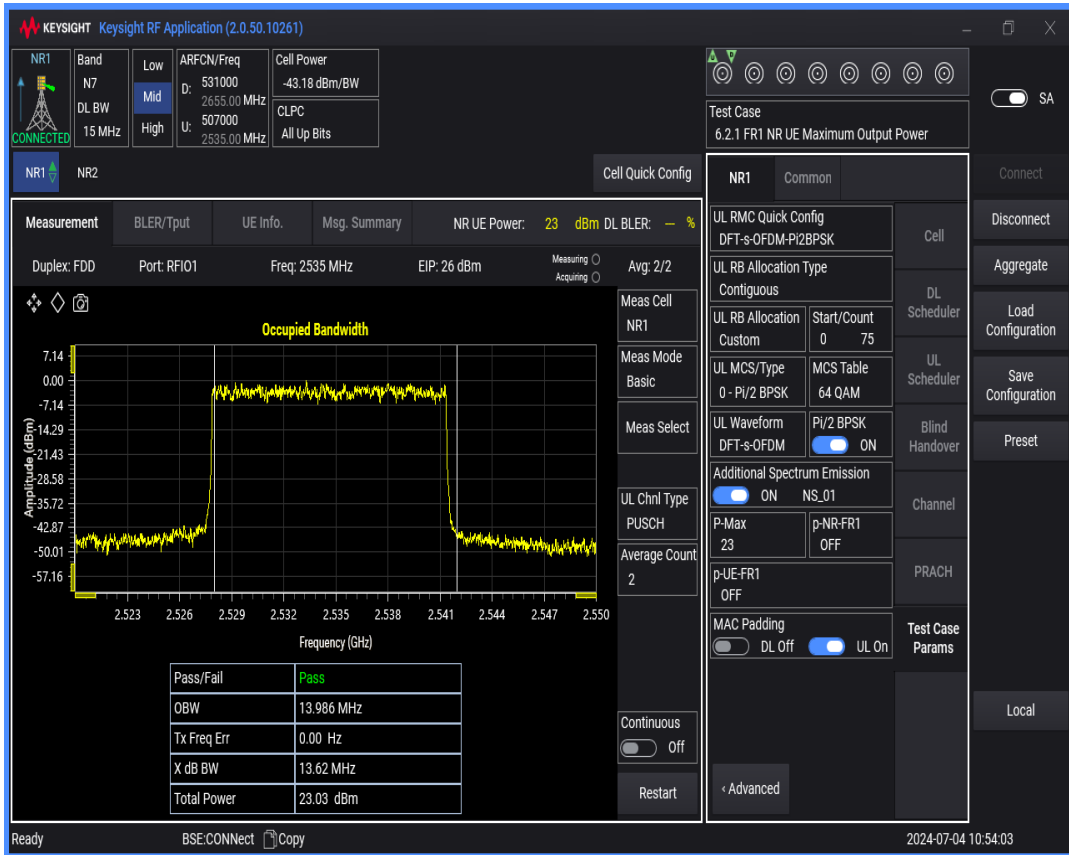 KEYSIGHT Keysight RF Application (2.0.50.10261)
NR1
CONNECTED
Band
N7
DL BW
15 MHz
Low
Mid
High
ARFCN/Freq
D: 531000
2655.00 MHz
U: 507000
2535.00 MHz
Cell Power
-43.18 dBm/BW
CLPC
All Up Bits
Test Case
6.2.1 FR1 NR UE Maximum Output Power
SA
NR1 NR2 Cell Quick Config
Measurement BLER/Tput UE Info. Msg. Summary NR UE Power: 23 dBm DL BLER: -- %
Duplex: FDD Port: RFIO1 Freq: 2535 MHz EIP: 26 dBm Measuring Avg: 2/2
Acquiring
Occupied Bandwidth
Amplitude (dBm)
7.14
0.00
-7.14
-14.29
-21.43
-28.58
-35.72
-42.87
-50.01
-57.16
2.523 2.526 2.529 2.532 2.535 2.538 2.541 2.544 2.547 2.550
Frequency (GHz)
Pass/Fail Pass
OBW 13.986 MHz
Tx Freq Err 0.00 Hz
X dB BW 13.62 MHz
Total Power 23.03 dBm
Meas Cell
NR1
Meas Mode
Basic
Meas Select
UL Chnl Type
PUSCH
Average Count
2
Continuous
Off
Restart
NR1 Common
UL RMC Quick Config
DFT-s-OFDM-Pi2BPSK
UL RB Allocation Type
Contiguous
UL RB Allocation Start/Count
Custom 0 75
UL MCS/Type MCS Table
0 - Pi/2 BPSK 64 QAM
UL Waveform Pi/2 BPSK
DFT-s-OFDM ON
Additional Spectrum Emission
ON NS_01
P-Max p-NR-FR1
23 OFF
p-UE-FR1
OFF
MAC Padding
DL Off UL On
‹ Advanced
Cell
DL
Scheduler
UL
Scheduler
Blind
Handover
Channel
PRACH
Test Case
Params
Connect
Disconnect
Aggregate
Load
Configuration
Save
Configuration
Preset
Local
Ready BSE:CONNect Copy 2024-07-04 10:54:03